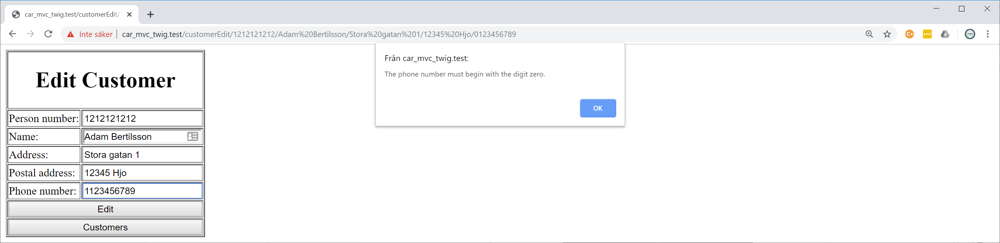 car_mvc_twig.test/customerEdit/
Inte säker | car_mvc_twig.test/customerEdit/1212121212/Adam%20Bertilsson/Stora%20gatan%201/12345%20Hjo/0123456789
Från car_mvc_twig.test:
The phone number must begin with the digit zero.
OK
Edit Customer
Person number: 1212121212
Name: Adam Bertilsson
Address: Stora gatan 1
Postal address: 12345 Hjo
Phone number: 1123456789
Edit
Customers